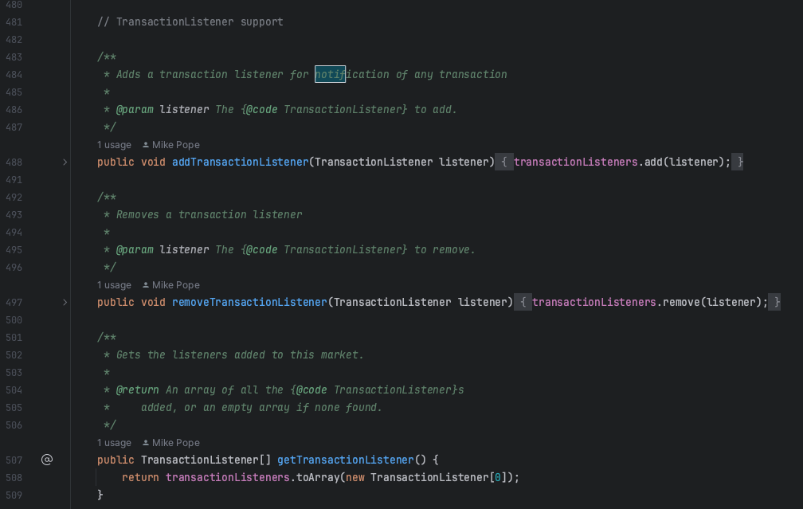 480
481 // TransactionListener support
482
483 /**
484 * Adds a transaction listener for notification of any transaction
485 *
486 * @param listener The {@code TransactionListener} to add.
487 */
1 usage Mike Pope
488 > public void addTransactionListener(TransactionListener listener) { transactionListeners.add(listener); }
491
492 /**
493 * Removes a transaction listener
494 *
495 * @param listener The {@code TransactionListener} to remove.
496 */
1 usage Mike Pope
497 > public void removeTransactionListener(TransactionListener listener) { transactionListeners.remove(listener); }
500
501 /**
502 * Gets the listeners added to this market.
503 *
504 * @return An array of all the {@code TransactionListener}s
505 * added, or an empty array if none found.
506 */
1 usage Mike Pope
507 @ public TransactionListener[] getTransactionListener() {
508 return transactionListeners.toArray(new TransactionListener[0]);
509 }